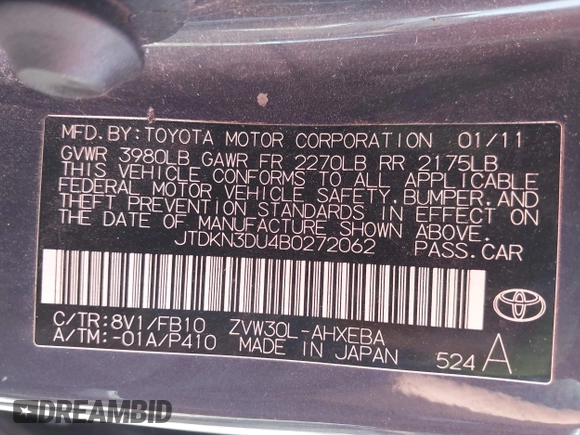 MFD. BY: TOYOTA MOTOR CORPORATION 01/11
GVWR 3980LB GAWR FR 2270LB RR 2175LB
THIS VEHICLE CONFORMS TO ALL APPLICABLE
FEDERAL MOTOR VEHICLE SAFETY, BUMPER, AND
THEFT PREVENTION STANDARDS IN EFFECT ON
THE DATE OF MANUFACTURE SHOWN ABOVE.
JTDKN3DU4B0272062 PASS. CAR
C/TR: 8V1/FB10 ZVW30L-AHXEBA
A/TM: -01A/P410 MADE IN JAPAN
524 A
DREAMBID